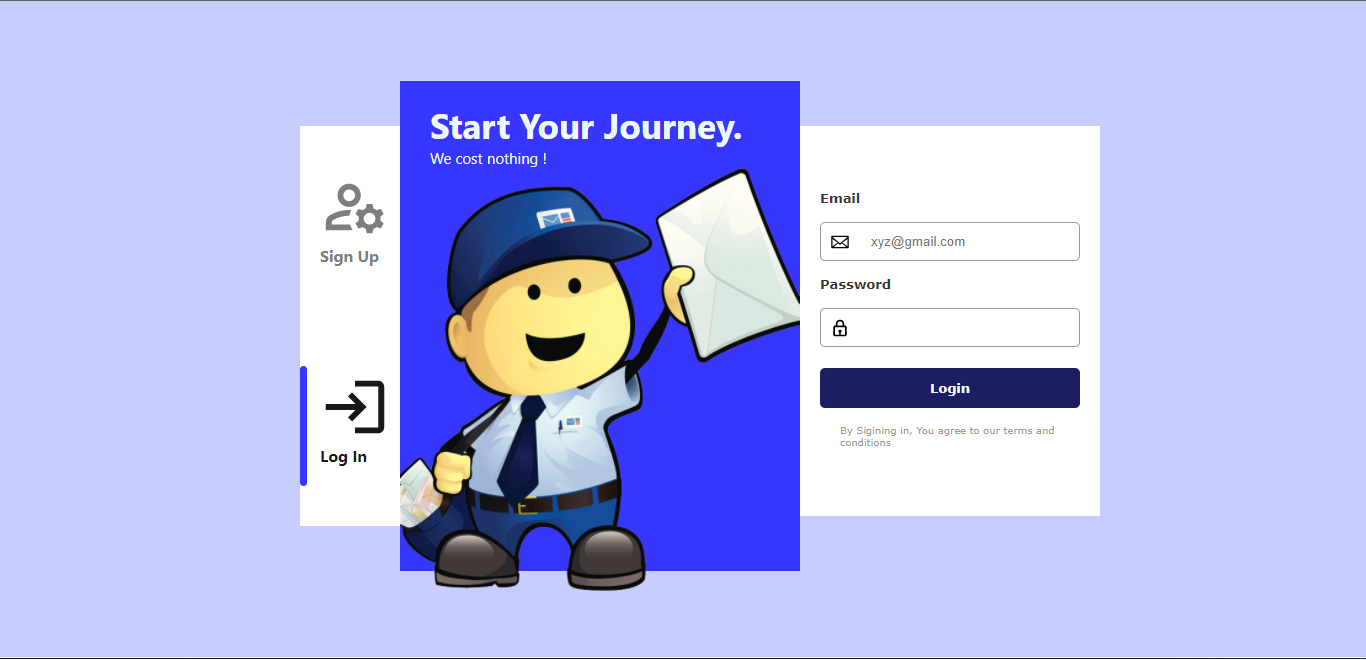 Start Your Journey.
We cost nothing !
Sign Up
Log In
Email
xyz@gmail.com
Password
Login
By Sigining in, You agree to our terms and
conditions